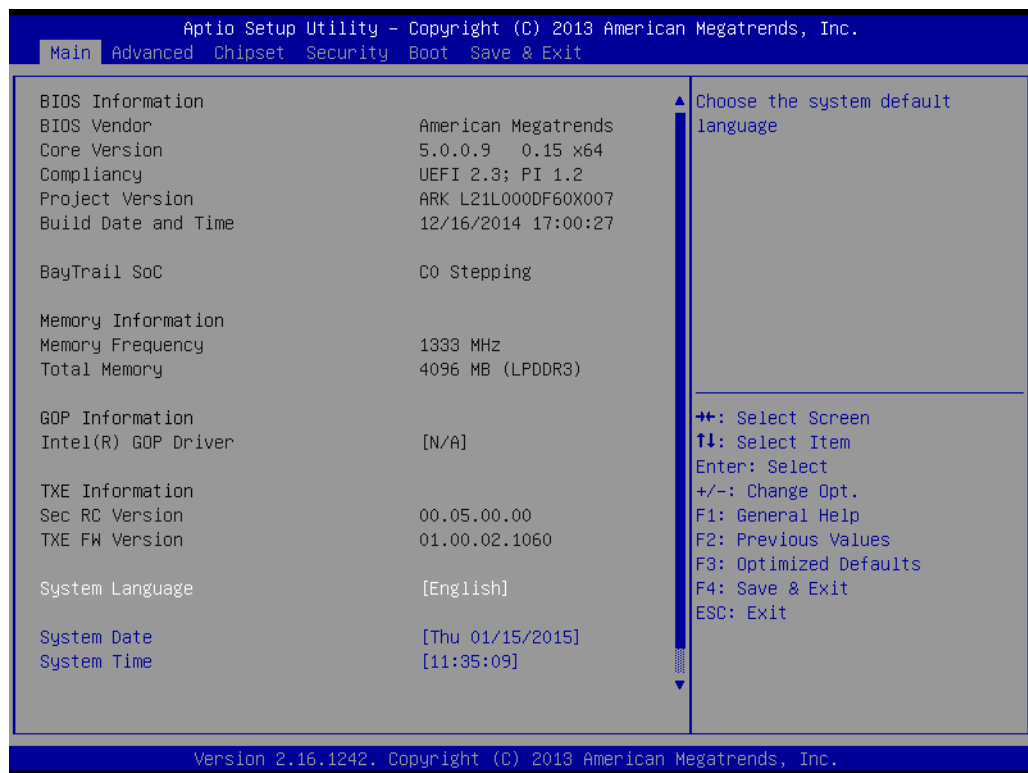 Aptio Setup Utility – Copyright (C) 2013 American Megatrends, Inc.
Main Advanced Chipset Security Boot Save & Exit
BIOS Information
BIOS Vendor American Megatrends
Core Version 5.0.0.9 0.15 x64
Compliancy UEFI 2.3; PI 1.2
Project Version ARK L21L000DF60X007
Build Date and Time 12/16/2014 17:00:27
BayTrail SoC C0 Stepping
Memory Information
Memory Frequency 1333 MHz
Total Memory 4096 MB (LPDDR3)
GOP Information
Intel(R) GOP Driver [N/A]
TXE Information
Sec RC Version 00.05.00.00
TXE FW Version 01.00.02.1060
System Language [English]
System Date [Thu 01/15/2015]
System Time [11:35:09]
Choose the system default
language
→←: Select Screen
↑↓: Select Item
Enter: Select
+/-: Change Opt.
F1: General Help
F2: Previous Values
F3: Optimized Defaults
F4: Save & Exit
ESC: Exit
Version 2.16.1242. Copyright (C) 2013 American Megatrends, Inc.